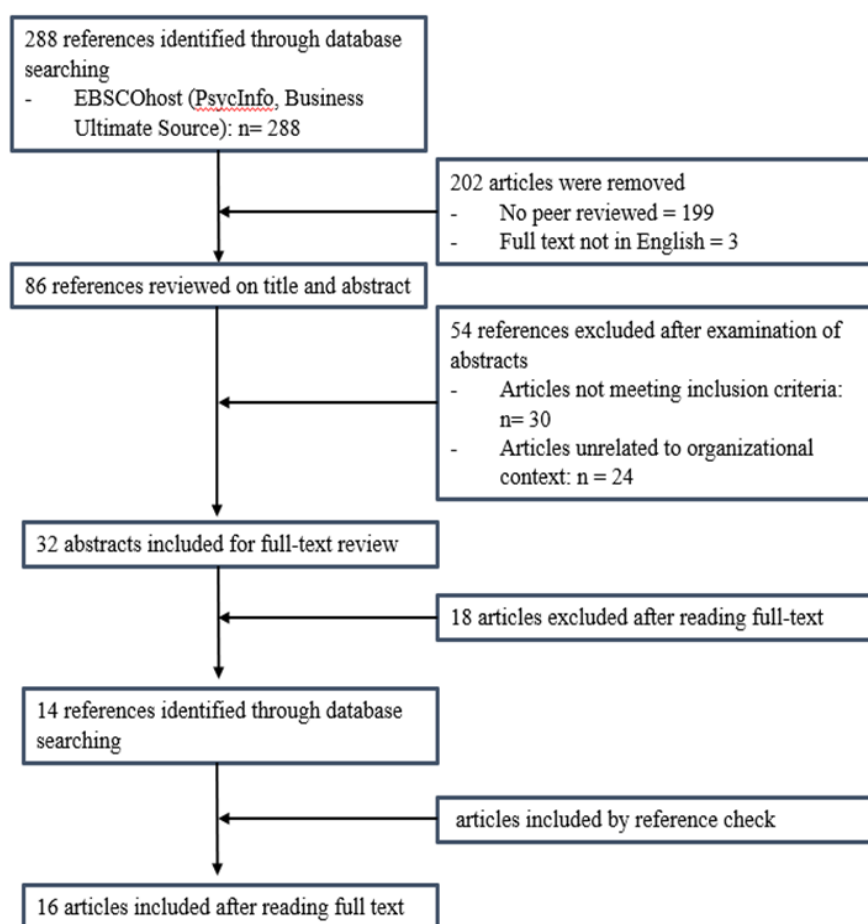 288 references identified through database
searching
- EBSCOhost (PsycInfo, Business
Ultimate Source): n= 288
202 articles were removed
- No peer reviewed = 199
- Full text not in English = 3
86 references reviewed on title and abstract
54 references excluded after examination of
abstracts
- Articles not meeting inclusion criteria:
n= 30
- Articles unrelated to organizational
context: n = 24
32 abstracts included for full-text review
18 articles excluded after reading full-text
14 references identified through database
searching
articles included by reference check
16 articles included after reading full text